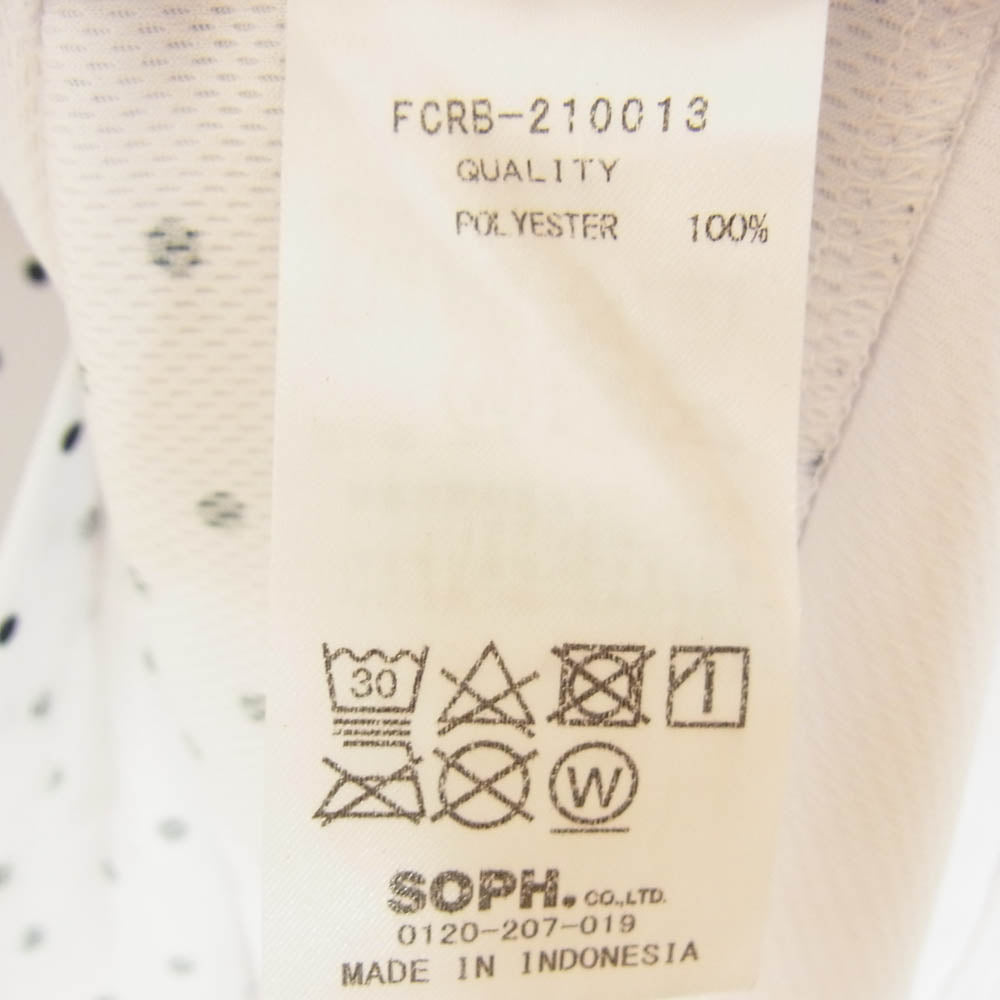 FCRB-210013
QUALITY
POLYESTER 100%
30
W
SOPH. CO.,LTD.
0120-207-019
MADE IN INDONESIA